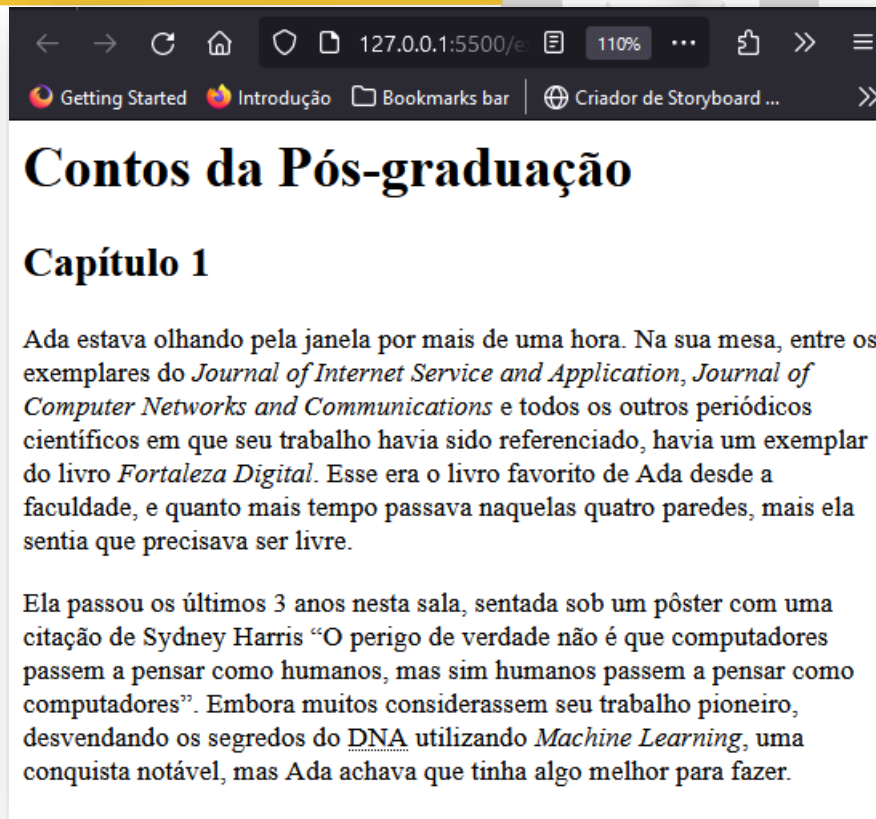 127.0.0.1:5500/e
110%
Getting Started Introdução Bookmarks bar Criador de Storyboard ...
Contos da Pós-graduação
Capítulo 1
Ada estava olhando pela janela por mais de uma hora. Na sua mesa, entre os
exemplares do Journal of Internet Service and Application, Journal of
Computer Networks and Communications e todos os outros periódicos
científicos em que seu trabalho havia sido referenciado, havia um exemplar
do livro Fortaleza Digital. Esse era o livro favorito de Ada desde a
faculdade, e quanto mais tempo passava naquelas quatro paredes, mais ela
sentia que precisava ser livre.
Ela passou os últimos 3 anos nesta sala, sentada sob um pôster com uma
citação de Sydney Harris “O perigo de verdade não é que computadores
passem a pensar como humanos, mas sim humanos passem a pensar como
computadores”. Embora muitos considerassem seu trabalho pioneiro,
desvendando os segredos do DNA utilizando Machine Learning, uma
conquista notável, mas Ada achava que tinha algo melhor para fazer.